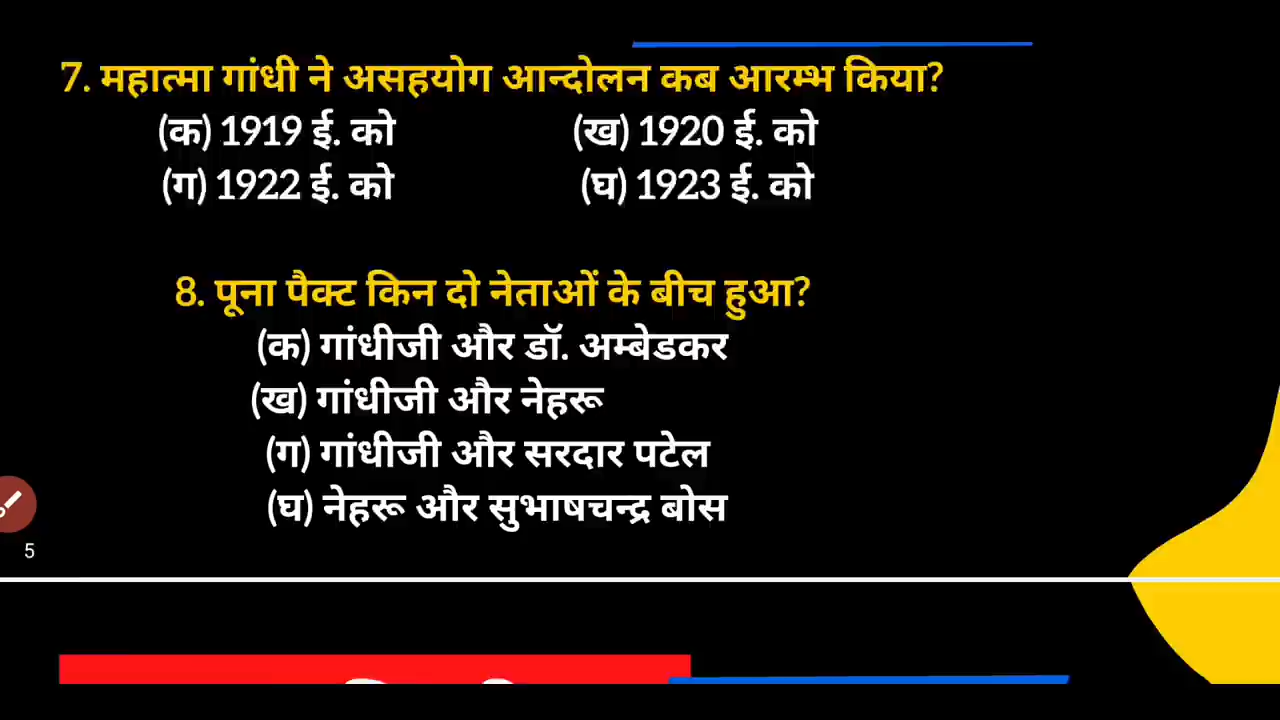 7. महात्मा गांधी ने असहयोग आन्दोलन कब आरम्भ किया?
(क) 1919 ई. को (ख) 1920 ई. को
(ग) 1922 ई. को (घ) 1923 ई. को
8. पूना पैक्ट किन दो नेताओं के बीच हुआ?
(क) गांधीजी और डॉ. अम्बेडकर
(ख) गांधीजी और नेहरू
(ग) गांधीजी और सरदार पटेल
(घ) नेहरू और सुभाषचन्द्र बोस
5